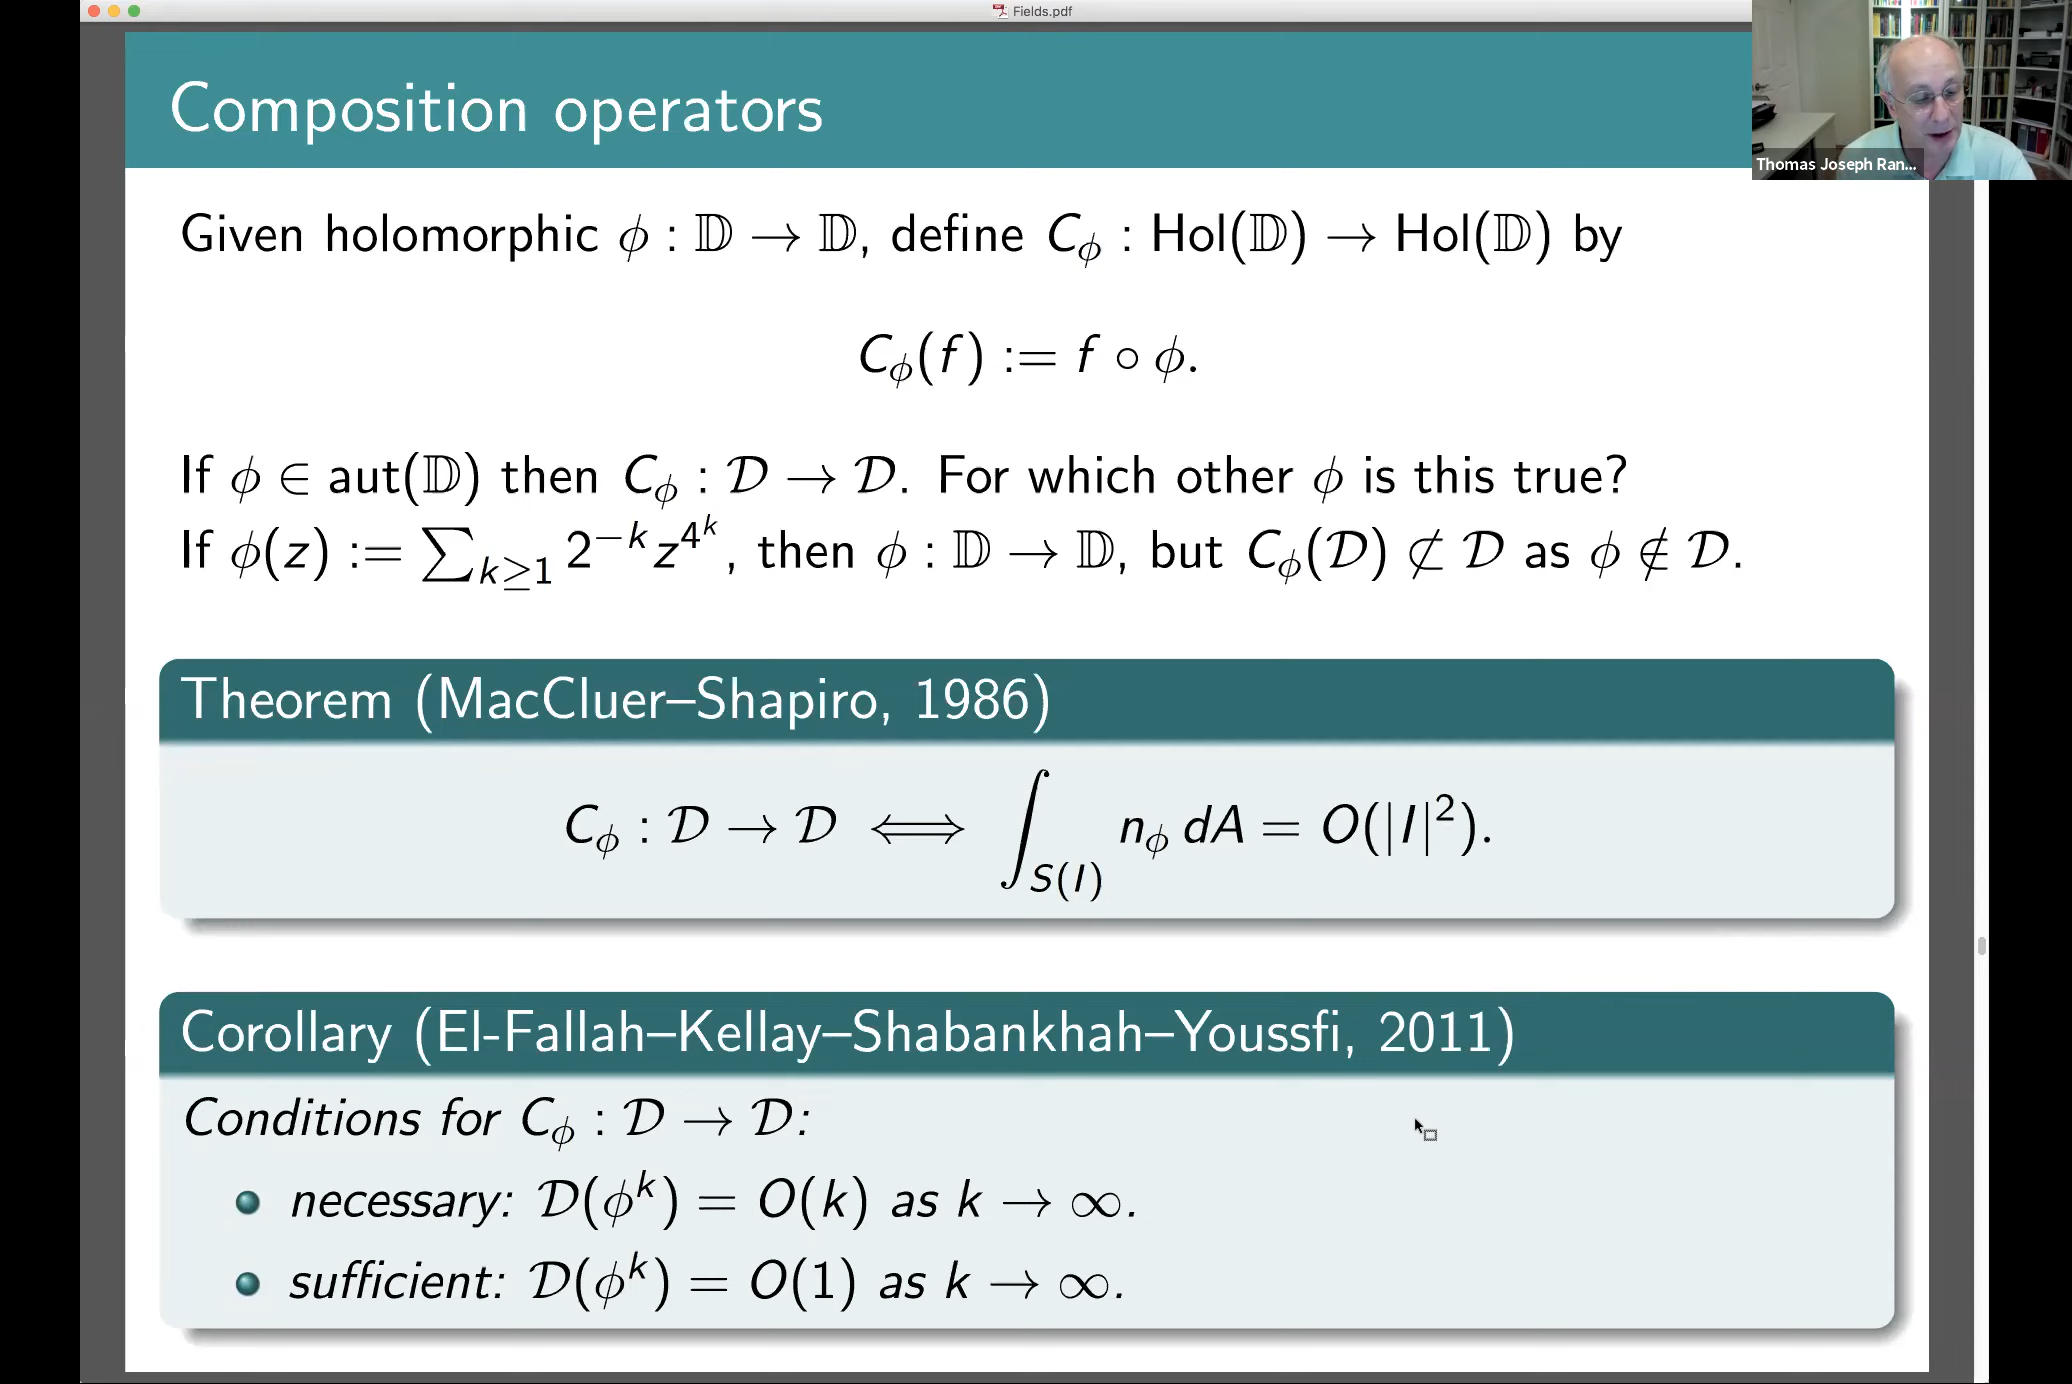 Fields.pdf
Thomas Joseph Ran...
Composition operators
Given holomorphic ϕ : 𝔻 → 𝔻, define C_ϕ : Hol(𝔻) → Hol(𝔻) by
C_ϕ(f) := f ∘ ϕ.
If ϕ ∈ aut(𝔻) then C_ϕ : 𝒟 → 𝒟. For which other ϕ is this true?
If ϕ(z) := ∑_{k≥1} 2^{−k} z^{4^k}, then ϕ : 𝔻 → 𝔻, but C_ϕ(𝒟) ⊄ 𝒟 as ϕ ∉ 𝒟.
Theorem (MacCluer–Shapiro, 1986)
C_ϕ : 𝒟 → 𝒟 ⟺ ∫_{S(I)} n_ϕ dA = O(|I|²).
Corollary (El-Fallah–Kellay–Shabankhah–Youssfi, 2011)
Conditions for C_ϕ : 𝒟 → 𝒟:
necessary: 𝒟(ϕ^k) = O(k) as k → ∞.
sufficient: 𝒟(ϕ^k) = O(1) as k → ∞.